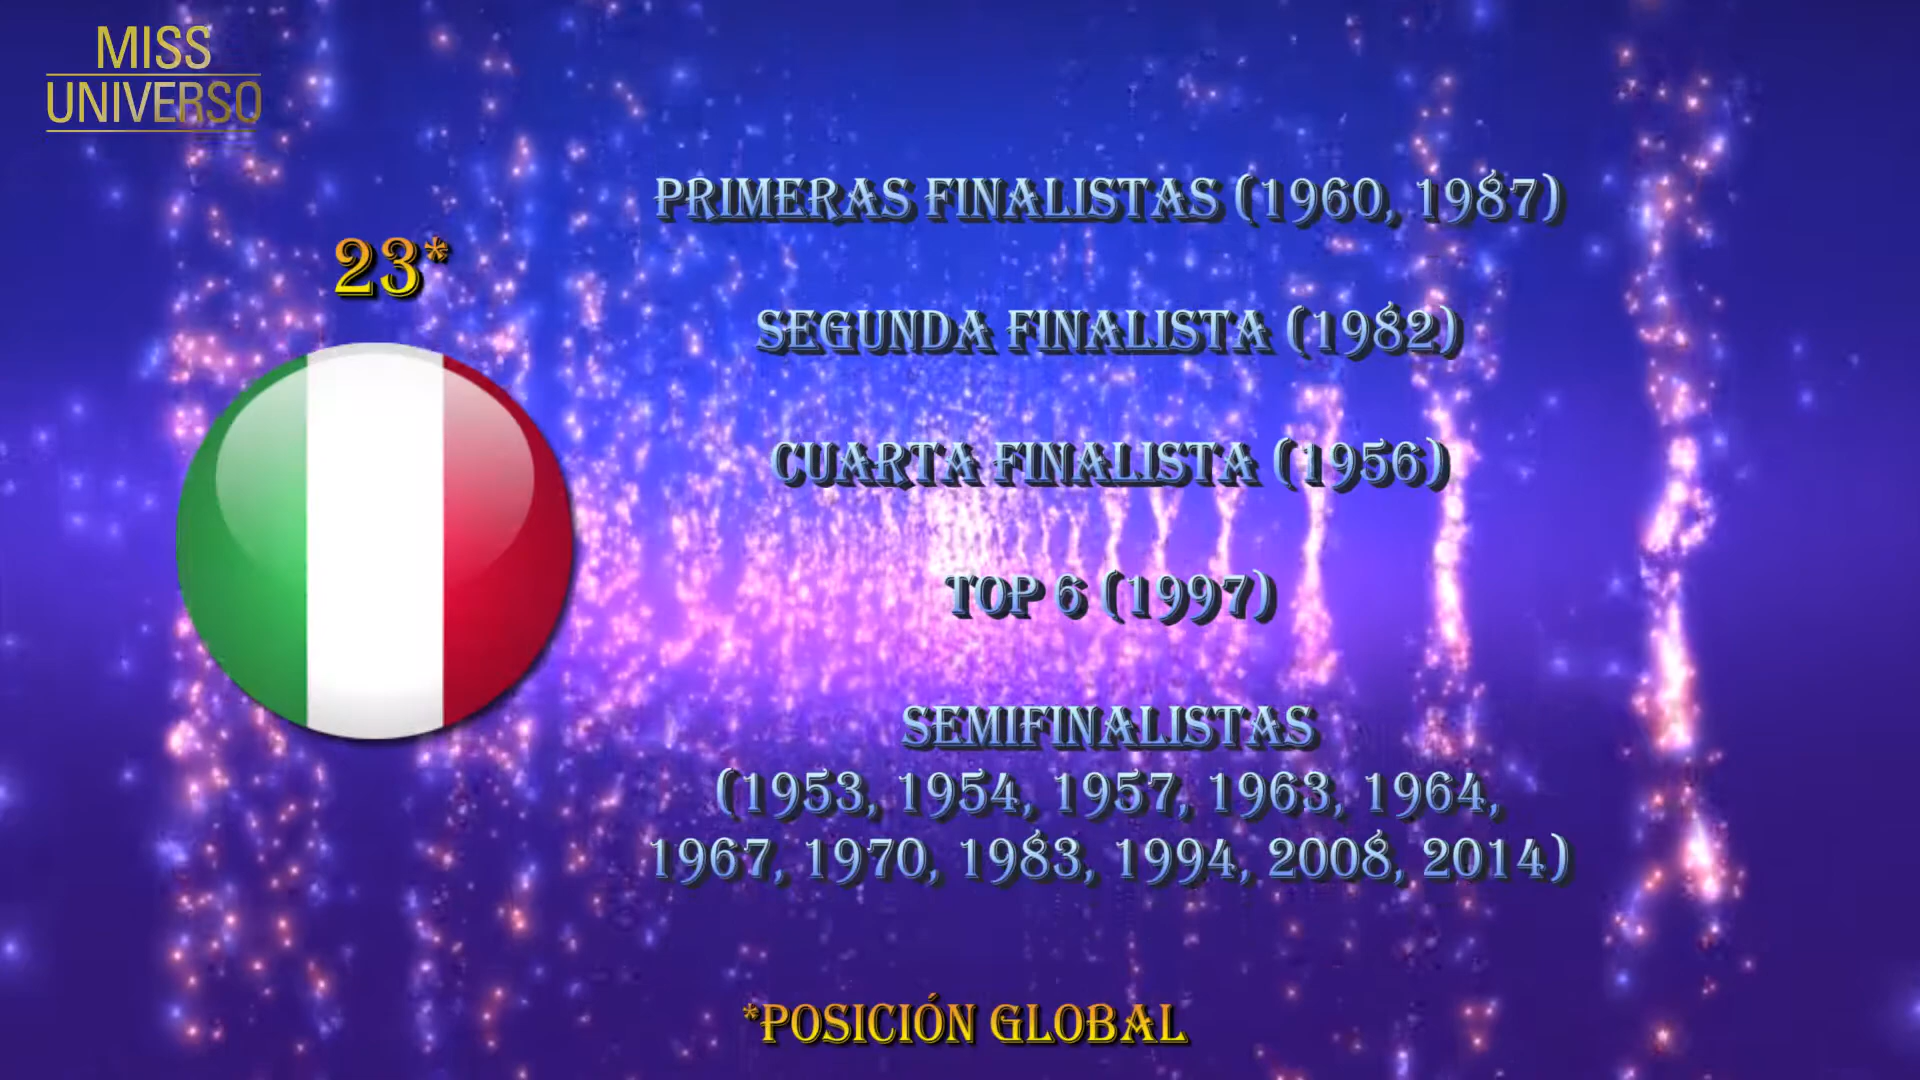 MISS
UNIVERSO
23*
PRIMERAS FINALISTAS (1960, 1987)
SEGUNDA FINALISTA (1982)
CUARTA FINALISTA (1956)
TOP 6 (1997)
SEMIFINALISTAS
(1953, 1954, 1957, 1963, 1964,
1967, 1970, 1983, 1994, 2008, 2014)
*POSICIÓN GLOBAL